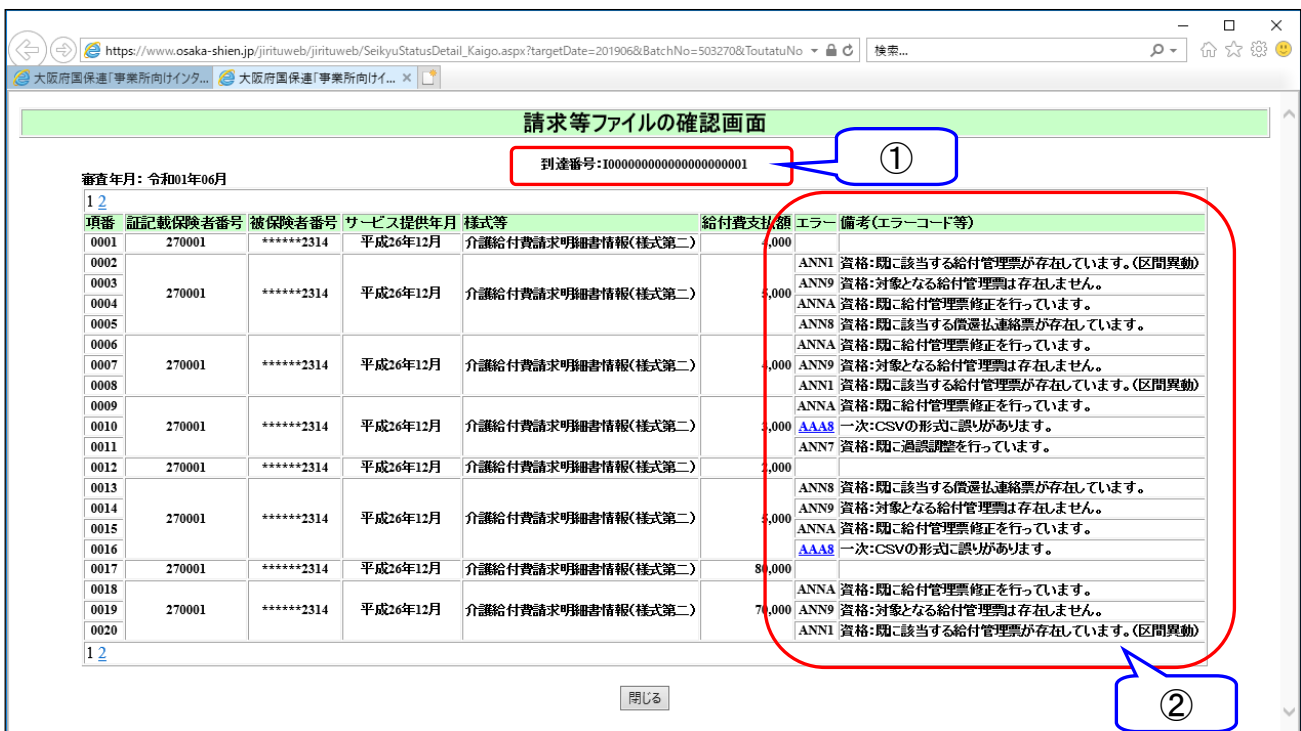 https://www.osaka-shien.jp/jirituweb/jirituweb/SeikyuStatusDetail_Kaigo.aspx?targetDate=201906&BatchNo=503270&ToutatuNo 検索...
大阪府国保連「事業所向けインタ... 大阪府国保連「事業所向けイ...
請求等ファイルの確認画面
到達番号:I0000000000000000000001 ①
審査年月: 令和01年06月
1 2
項番 証記載保険者番号 被保険者番号 サービス提供年月 様式等 給付費支払額 エラー 備考(エラーコード等)
0001 270001 ******2314 平成26年12月 介護給付費請求明細書情報(様式第二) 4,000
0002 ANN1 資格:既に該当する給付管理票が存在しています。(区間異動)
0003 ANN9 資格:対象となる給付管理票は存在しません。
270001 ******2314 平成26年12月 介護給付費請求明細書情報(様式第二) 5,000
0004 ANNA 資格:既に給付管理票修正を行っています。
0005 ANN8 資格:既に該当する償還払連絡票が存在しています。
0006 ANNA 資格:既に給付管理票修正を行っています。
0007 270001 ******2314 平成26年12月 介護給付費請求明細書情報(様式第二) 4,000 ANN9 資格:対象となる給付管理票は存在しません。
0008 ANN1 資格:既に該当する給付管理票が存在しています。(区間異動)
0009 ANNA 資格:既に給付管理票修正を行っています。
0010 270001 ******2314 平成26年12月 介護給付費請求明細書情報(様式第二) 3,000 AAA8 一次:CSVの形式に誤りがあります。
0011 ANN7 資格:既に過誤調整を行っています。
0012 270001 ******2314 平成26年12月 介護給付費請求明細書情報(様式第二) 2,000
0013 ANN8 資格:既に該当する償還払連絡票が存在しています。
0014 ANN9 資格:対象となる給付管理票は存在しません。
270001 ******2314 平成26年12月 介護給付費請求明細書情報(様式第二) 5,000
0015 ANNA 資格:既に給付管理票修正を行っています。
0016 AAA8 一次:CSVの形式に誤りがあります。
0017 270001 ******2314 平成26年12月 介護給付費請求明細書情報(様式第二) 80,000
0018 ANNA 資格:既に給付管理票修正を行っています。
0019 270001 ******2314 平成26年12月 介護給付費請求明細書情報(様式第二) 70,000 ANN9 資格:対象となる給付管理票は存在しません。
0020 ANN1 資格:既に該当する給付管理票が存在しています。(区間異動)
1 2
閉じる
②